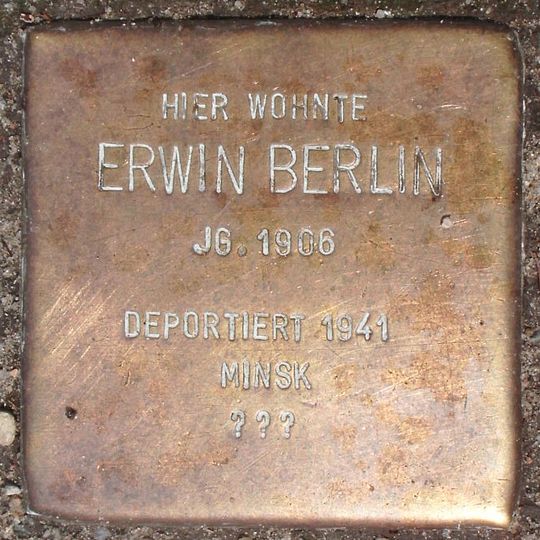 HIER WOHNTE
ERWIN BERLIN
JG. 1906
DEPORTIERT 1941
MINSK
???